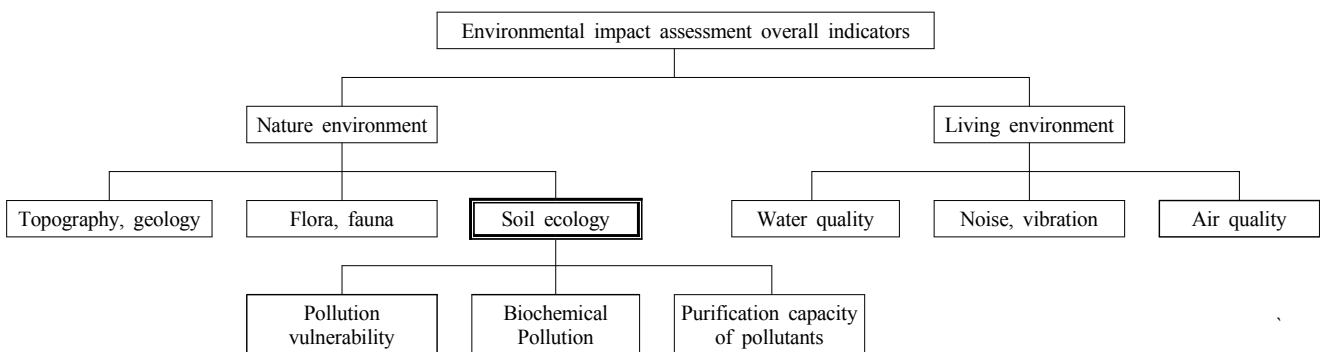 Environmental impact assessment overall indicators
Nature environment
Living environment
Topography, geology
Flora, fauna
Soil ecology
Water quality
Noise, vibration
Air quality
Pollution
vulnerability
Biochemical
Pollution
Purification capacity
of pollutants